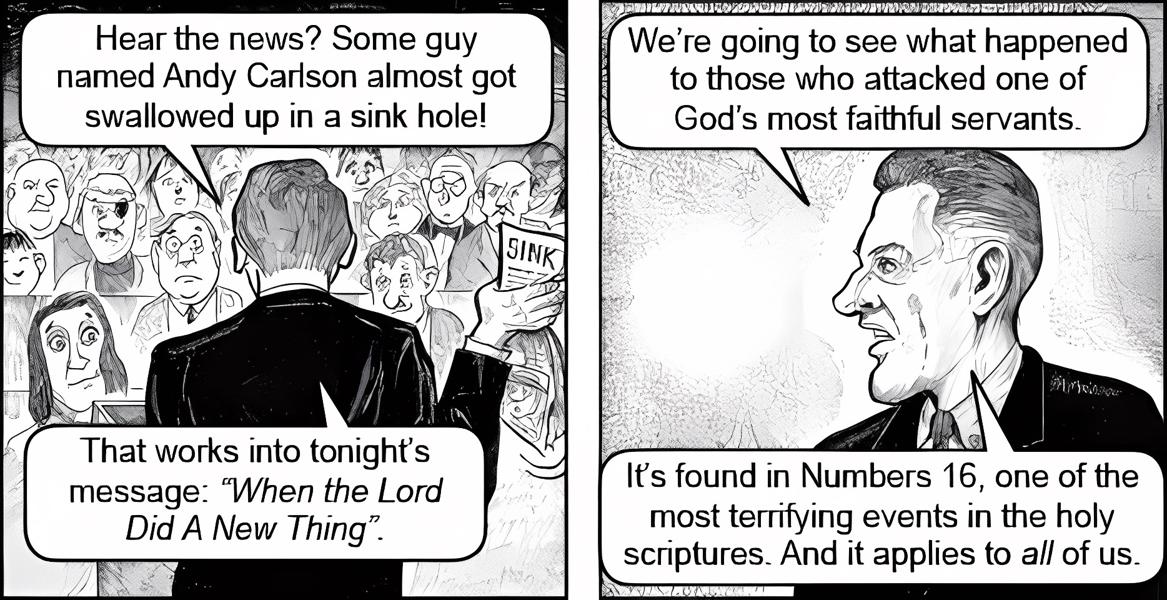 Hear the news? Some guy
named Andy Carlson almost got
swallowed up in a sink hole!
SINK
That works into tonight's
message: “When the Lord
Did A New Thing”.
We're going to see what happened
to those who attacked one of
God's most faithful servants.
It's found in Numbers 16, one of the
most terrifying events in the holy
scriptures. And it applies to all of us.